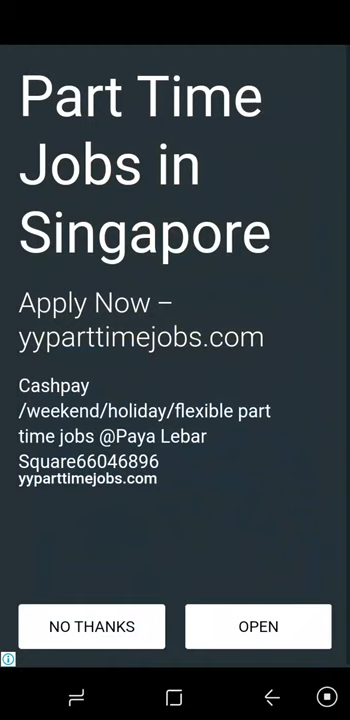 Part Time
Jobs in
Singapore
Apply Now –
yyparttimejobs.com
Cashpay
/weekend/holiday/flexible part
time jobs @Paya Lebar
Square66046896
yyparttimejobs.com
NO THANKS
OPEN